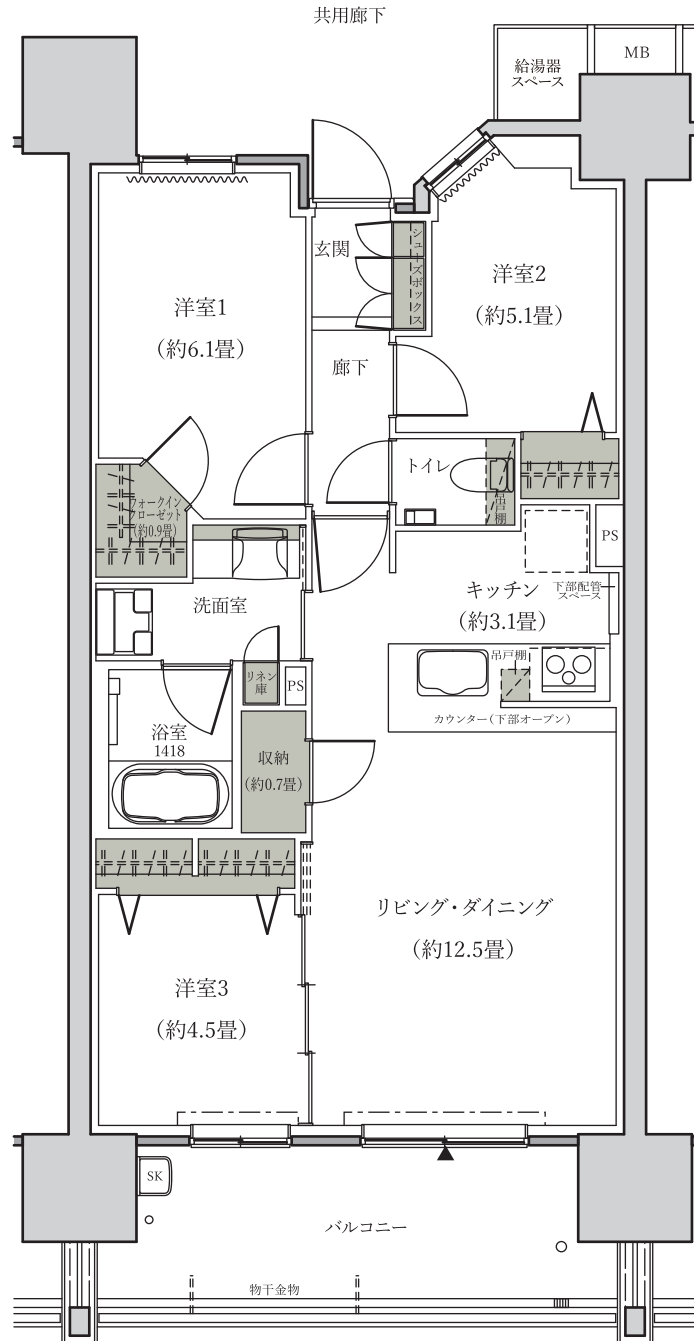 共用廊下
給湯器
スペース
MB
玄関
シューズボックス
洋室2
(約5.1畳)
洋室1
(約6.1畳)
廊下
トイレ
吊戸棚
ウォークイン
クローゼット
(約0.9畳)
PS
キッチン
(約3.1畳)
下部配管
スペース
洗面室
吊戸棚
リネン
庫
PS
カウンター(下部オープン)
浴室
1418
収納
(約0.7畳)
リビング・ダイニング
(約12.5畳)
洋室3
(約4.5畳)
SK
バルコニー
物干金物